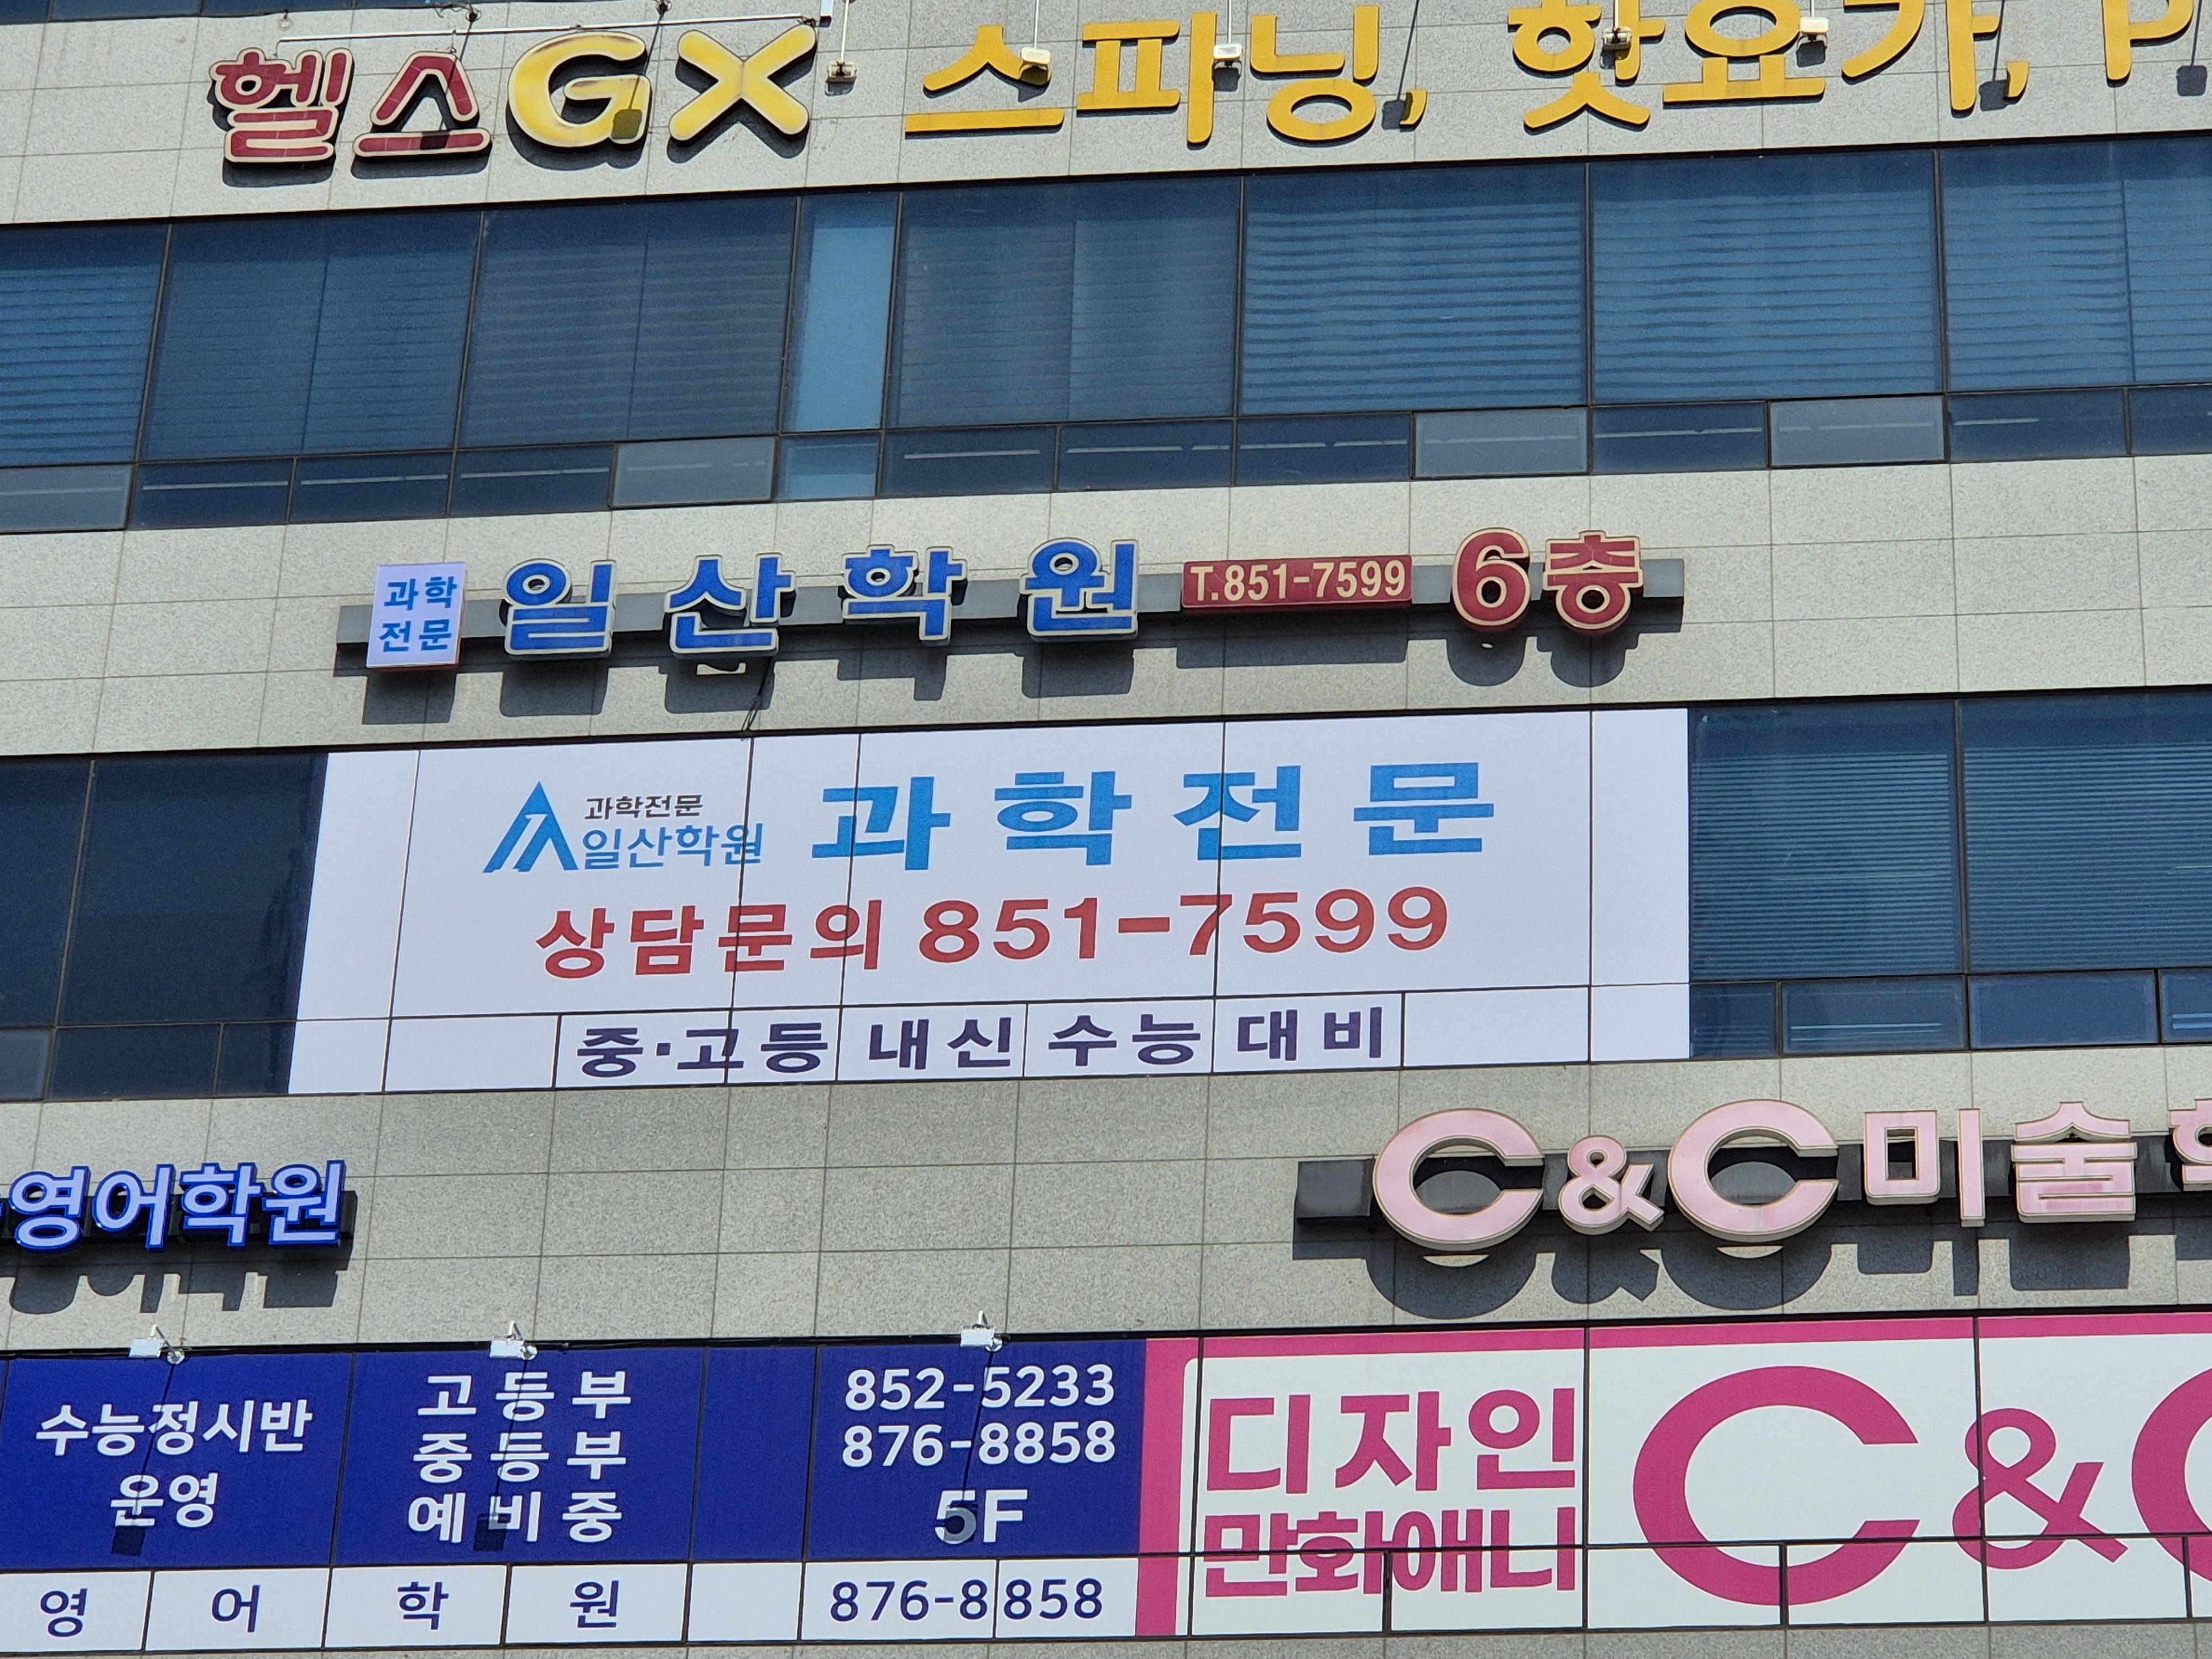 헬스GX 스피닝, 핫요가, P
과학
전문
일산학원 T.851-7599 6층
과학전문
일산학원
과학전문
상담문의 851-7599
중·고등 내신 수능 대비
영어학원
C&C미술학
수능정시반
운영
고등부
중등부
예비중
852-5233
876-8858
5F
영어학원 876-8858
디자인
만화애니
C&C